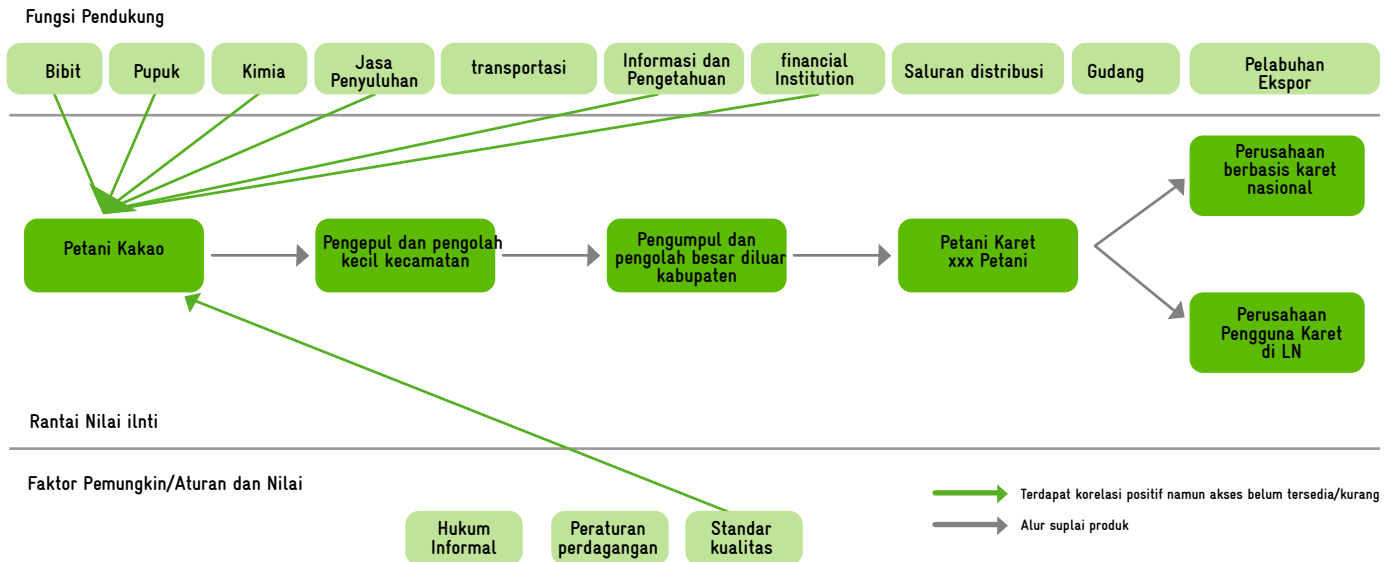 Fungsi Pendukung
Bibit
Pupuk
Kimia
Jasa
Penyuluhan
transportasi
Informasi dan
Pengetahuan
financial
Institution
Saluran distribusi
Gudang
Pelabuhan
Ekspor
Perusahaan
berbasis karet
nasional
Petani Kakao
Pengepul dan pengolah
kecil kecamatan
Pengumpul dan
pengolah besar diluar
kabupaten
Petani Karet
xxx Petani
Perusahaan
Pengguna Karet
di LN
Rantai Nilai iInti
Faktor Pemungkin/Aturan dan Nilai
Hukum
Informal
Peraturan
perdagangan
Standar
kualitas
Terdapat korelasi positif namun akses belum tersedia/kurang
Alur suplai produk